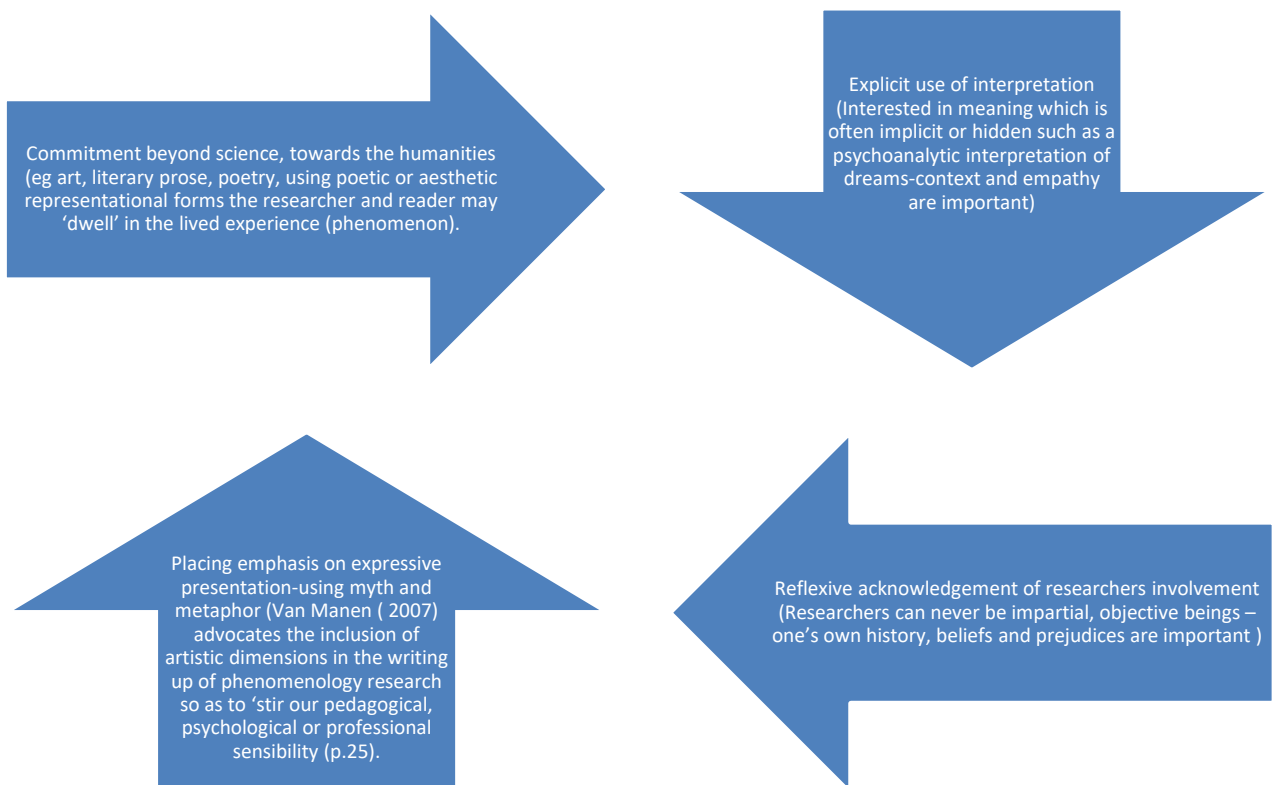 Commitment beyond science, towards the humanities
(eg art, literary prose, poetry, using poetic or aesthetic
representational forms the researcher and reader may
‘dwell’ in the lived experience (phenomenon).
Explicit use of interpretation
(Interested in meaning which is
often implicit or hidden such as a
psychoanalytic interpretation of
dreams-context and empathy
are important)
Placing emphasis on expressive
presentation-using myth and
metaphor (Van Manen ( 2007)
advocates the inclusion of
artistic dimensions in the writing
up of phenomenology research
so as to ‘stir our pedagogical,
psychological or professional
sensibility (p.25).
Reflexive acknowledgement of researchers involvement
(Researchers can never be impartial, objective beings –
one’s own history, beliefs and prejudices are important )